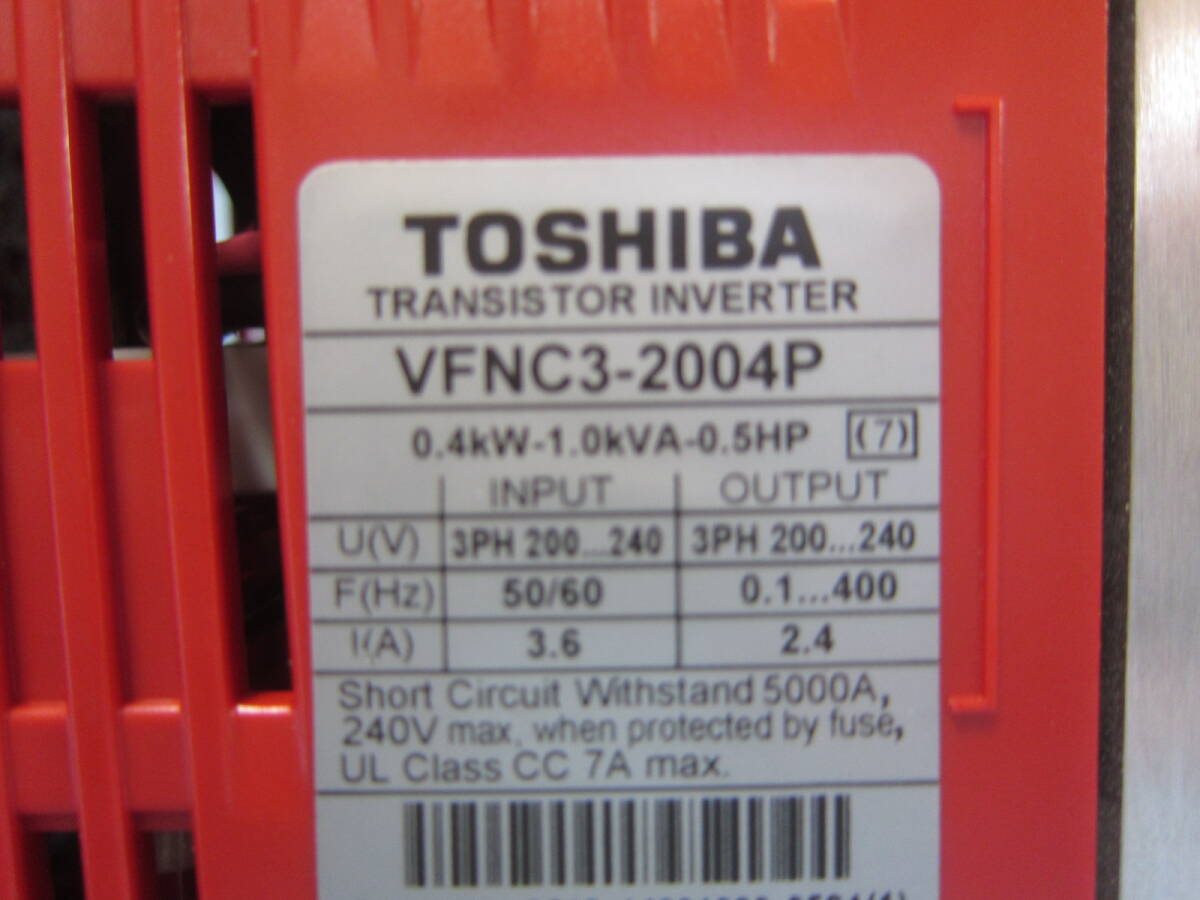 TOSHIBA
TRANSISTOR INVERTER
VFNC3-2004P
0.4kW-1.0kVA-0.5HP (7)
INPUT OUTPUT
U(V) 3PH 200...240 3PH 200...240
F(Hz) 50/60 0.1...400
I(A) 3.6 2.4
Short Circuit Withstand 5000A,
240V max. when protected by fuse,
UL Class CC 7A max.